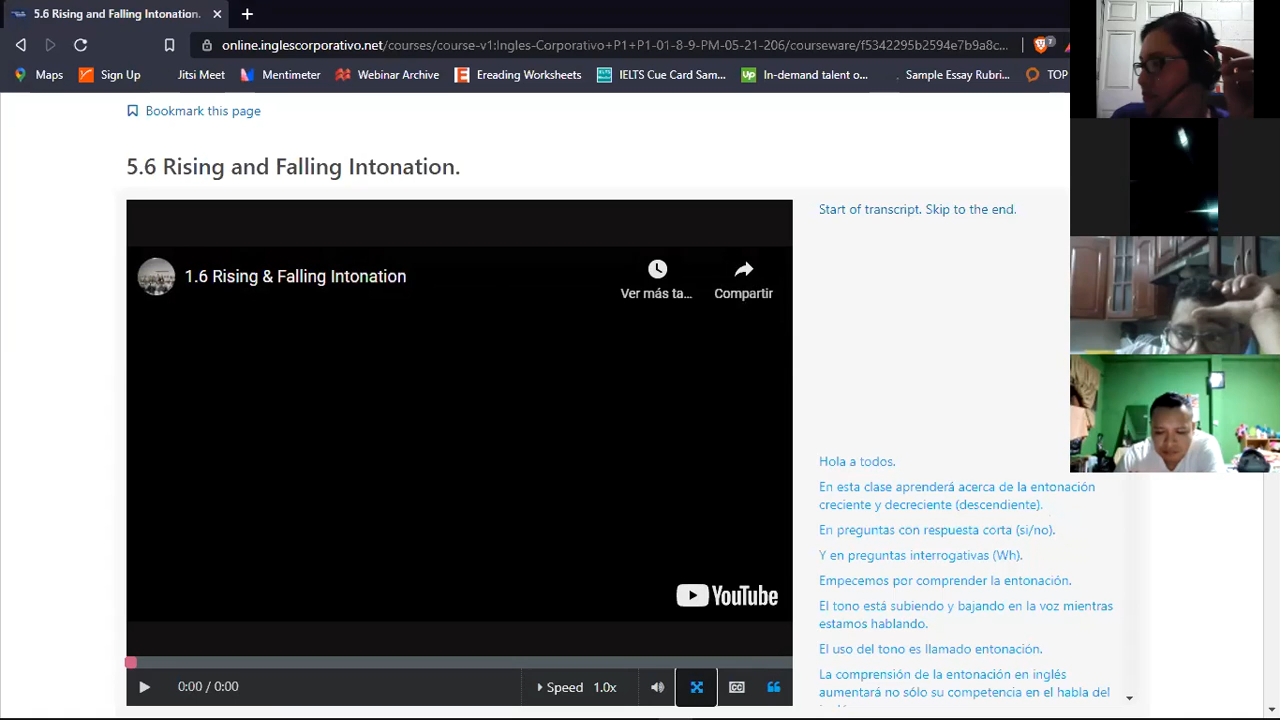 5.6 Rising and Falling Intonation.
online.inglescorporativo.net/courses/course-v1:Ingles-Corporativo+P1+P1-01-8-9-PM-05-21-206/courseware/f5342295b2594e7b9a8c...
7
Maps
Sign Up
Jitsi Meet
Mentimeter
Webinar Archive
Ereading Worksheets
IELTS Cue Card Sam...
In-demand talent o...
Sample Essay Rubri...
TOP
Bookmark this page
5.6 Rising and Falling Intonation.
1.6 Rising & Falling Intonation
Ver más ta...
Compartir
YouTube
0:00 / 0:00
Speed 1.0x
Start of transcript. Skip to the end.
Hola a todos.
En esta clase aprenderá acerca de la entonación
creciente y decreciente (descendiente).
En preguntas con respuesta corta (si/no).
Y en preguntas interrogativas (Wh).
Empecemos por comprender la entonación.
El tono está subiendo y bajando en la voz mientras
estamos hablando.
El uso del tono es llamado entonación.
La comprensión de la entonación en inglés
aumentará no sólo su competencia en el habla del